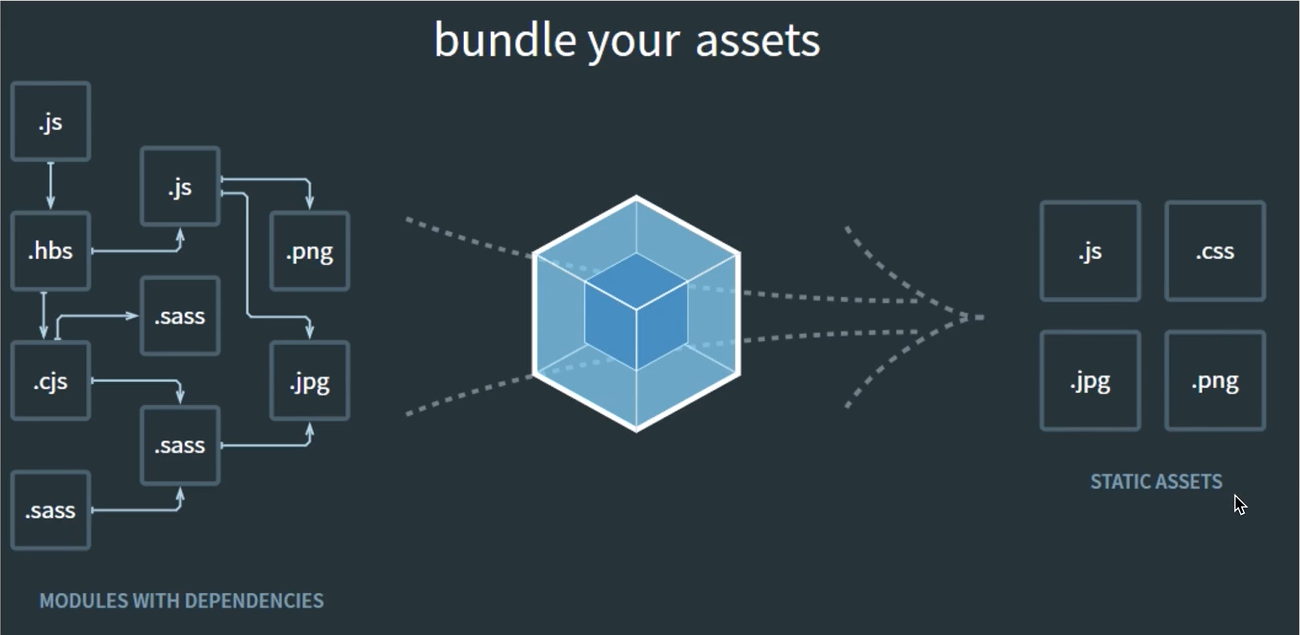 bundle your assets
.js
.js
.hbs
.png
.sass
.cjs
.jpg
.sass
.sass
MODULES WITH DEPENDENCIES
.js
.css
.jpg
.png
STATIC ASSETS